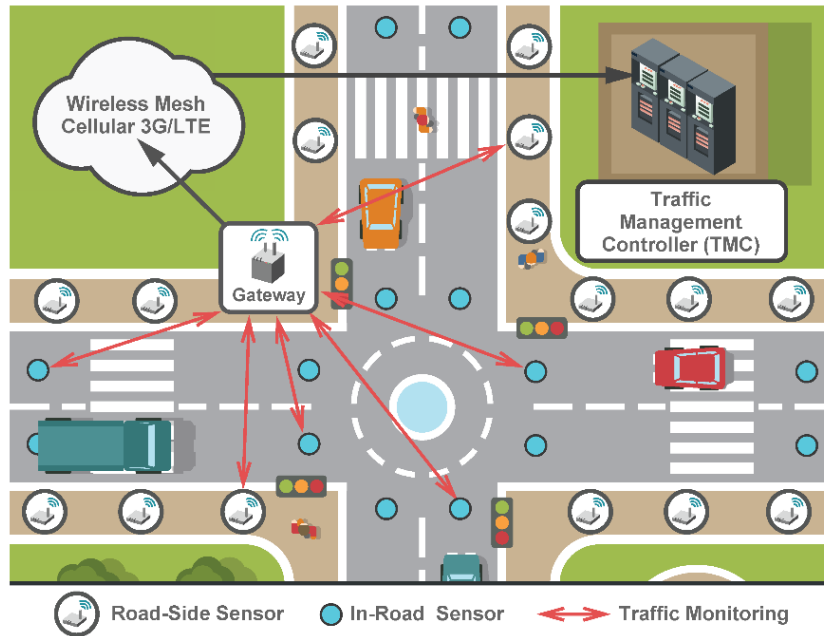 Wireless Mesh
Cellular 3G/LTE
Traffic
Management
Controller (TMC)
Gateway
Road-Side Sensor
In-Road Sensor
Traffic Monitoring